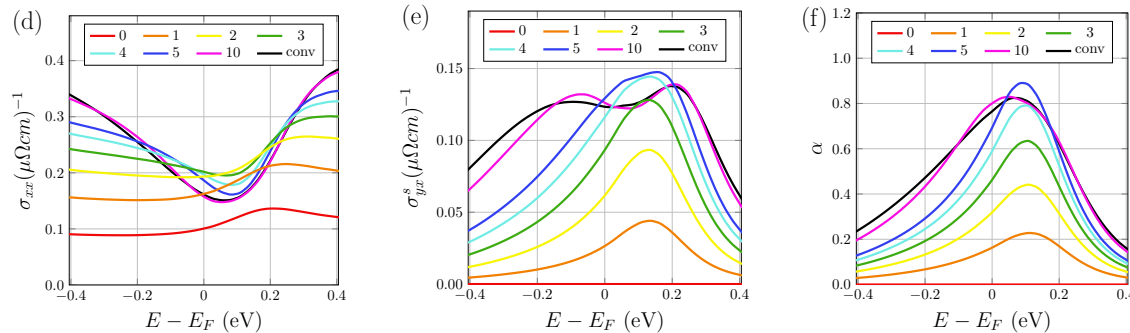 (d)
0 1 2 3
4 5 10 conv
0.4
0.3
0.2
0.1
0.0
−0.4 −0.2 0 0.2 0.4
σxx(μΩcm)−1
E − EF (eV)
(e)
0 1 2 3
4 5 10 conv
0.15
0.10
0.05
0.00
−0.4 −0.2 0 0.2 0.4
σsyx(μΩcm)−1
E − EF (eV)
(f)
0 1 2 3
4 5 10 conv
1.2
1.0
0.8
0.6
0.4
0.2
0.0
−0.4 −0.2 0 0.2 0.4
α
E − EF (eV)